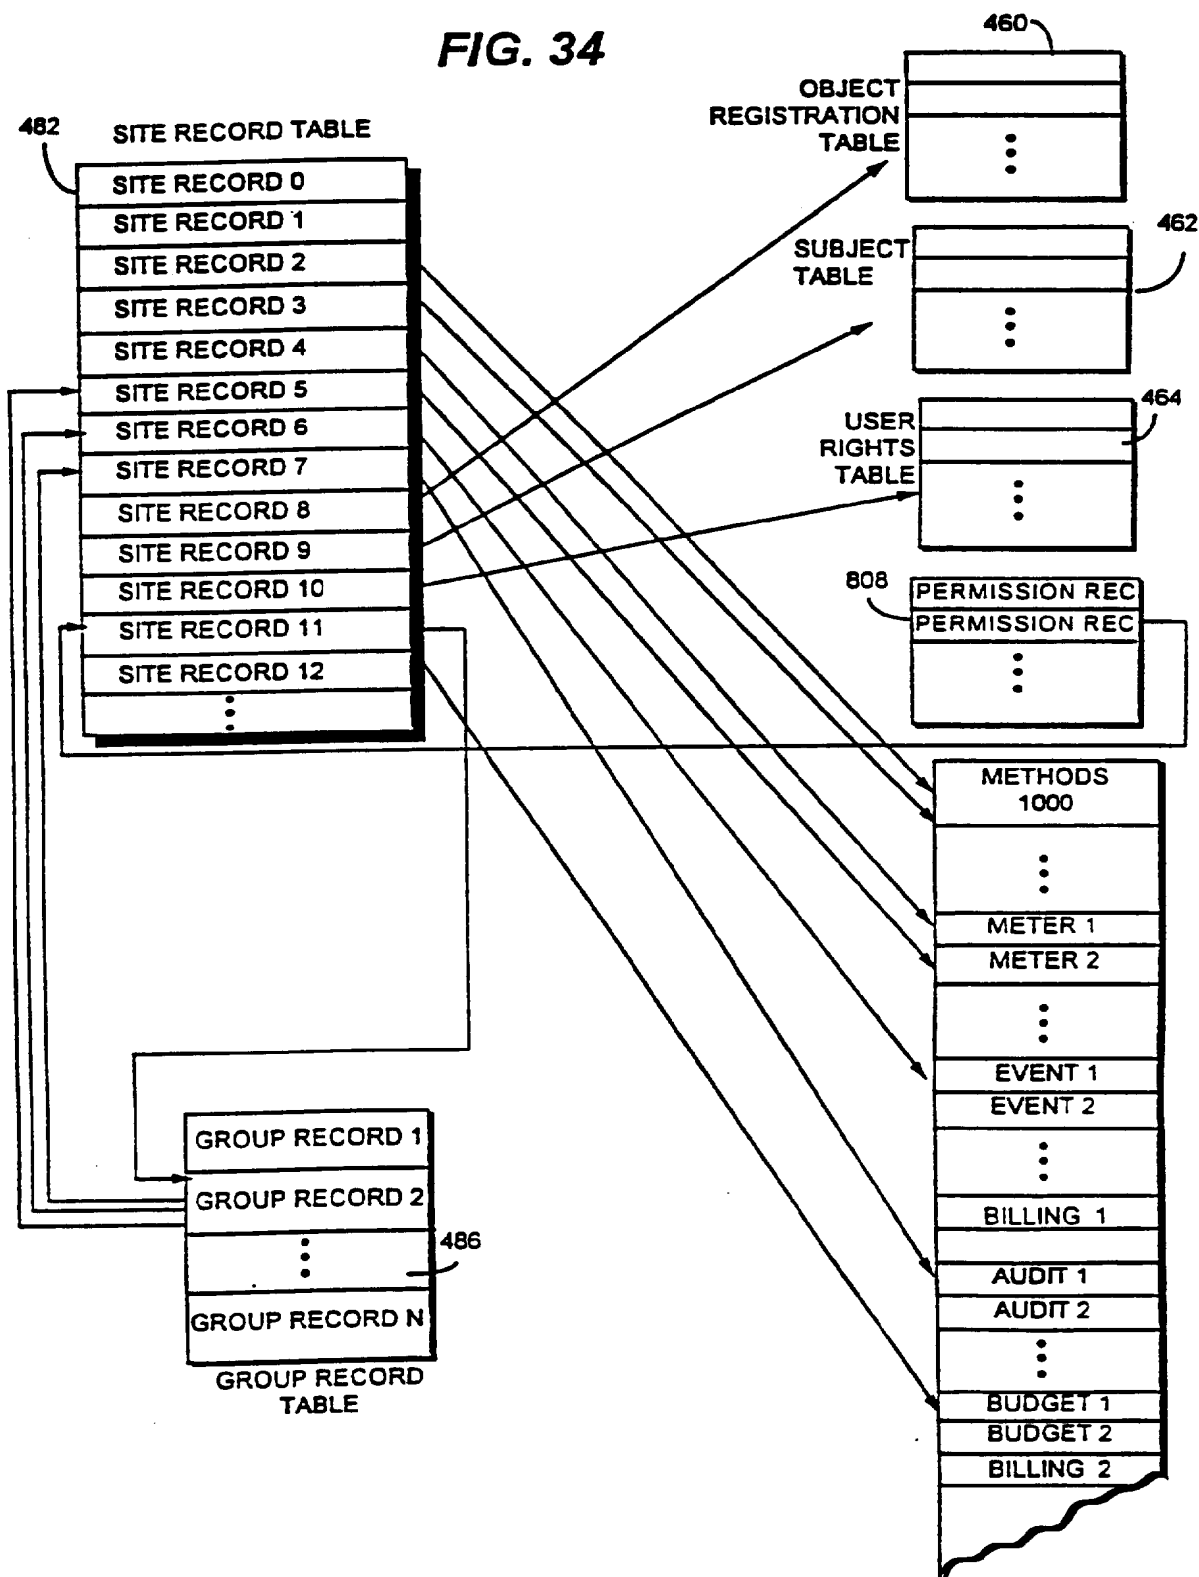 FIG. 34
482
SITE RECORD TABLE
SITE RECORD 0
SITE RECORD 1
SITE RECORD 2
SITE RECORD 3
SITE RECORD 4
SITE RECORD 5
SITE RECORD 6
SITE RECORD 7
SITE RECORD 8
SITE RECORD 9
SITE RECORD 10
SITE RECORD 11
SITE RECORD 12
460
OBJECT
REGISTRATION
TABLE
462
SUBJECT
TABLE
464
USER
RIGHTS
TABLE
808
PERMISSION REC
PERMISSION REC
METHODS
1000
METER 1
METER 2
EVENT 1
EVENT 2
BILLING 1
AUDIT 1
AUDIT 2
BUDGET 1
BUDGET 2
BILLING 2
GROUP RECORD 1
GROUP RECORD 2
486
GROUP RECORD N
GROUP RECORD
TABLE